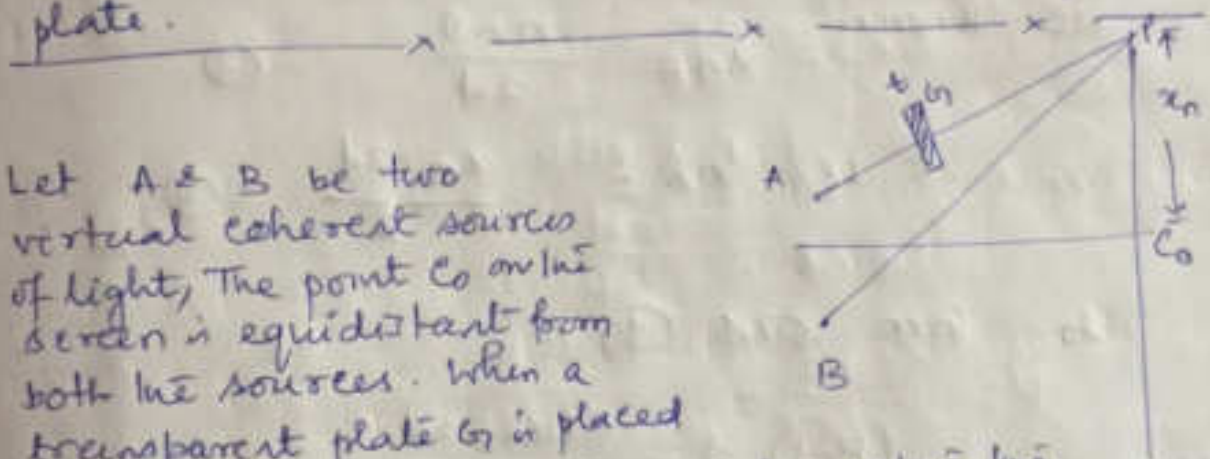 plate.
Let A & B be two
virtual coherent sources
of light, The point C0 on the
screen is equidistant from
both the sources. When a
transparent plate G is placed
t G
A
B
P
xn
C0